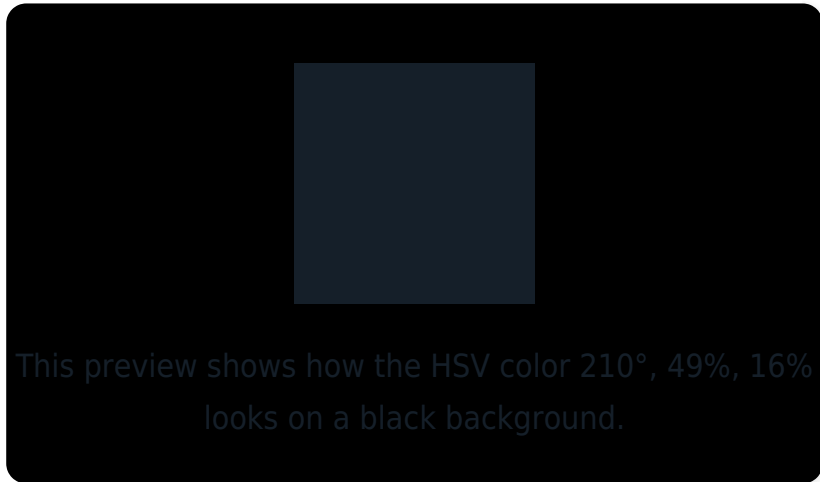 This preview shows how the HSV color 210°, 49%, 16%
looks on a black background.